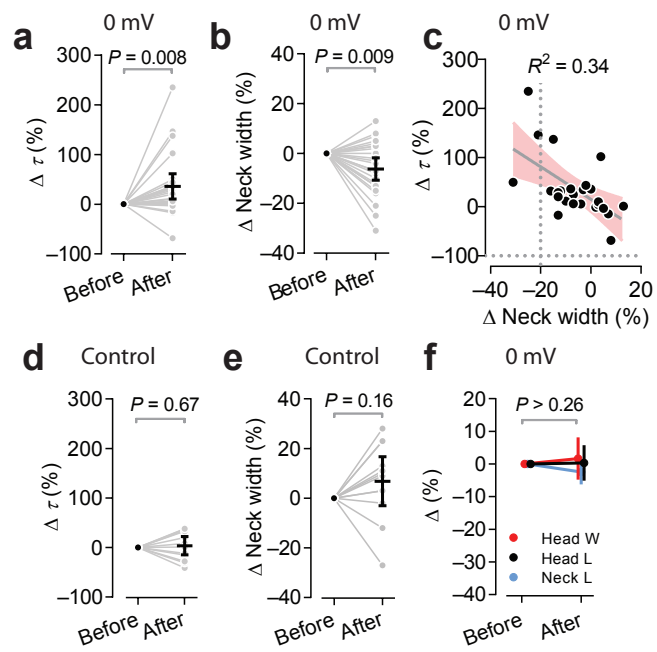 a
0 mV
P = 0.008
Δ τ (%)
300
200
100
0
−100
Before
After
b
0 mV
P = 0.009
Δ Neck width (%)
40
20
0
−20
−40
Before
After
c
0 mV
R² = 0.34
Δ τ (%)
300
200
100
0
−100
−40
−20
0
20
Δ Neck width (%)
d
Control
P = 0.67
Δ τ (%)
300
200
100
0
−100
Before
After
e
Control
P = 0.16
Δ Neck width (%)
40
20
0
−20
−40
Before
After
f
0 mV
P > 0.26
Δ (%)
20
10
0
−10
−20
−30
−40
Head W
Head L
Neck L
Before
After